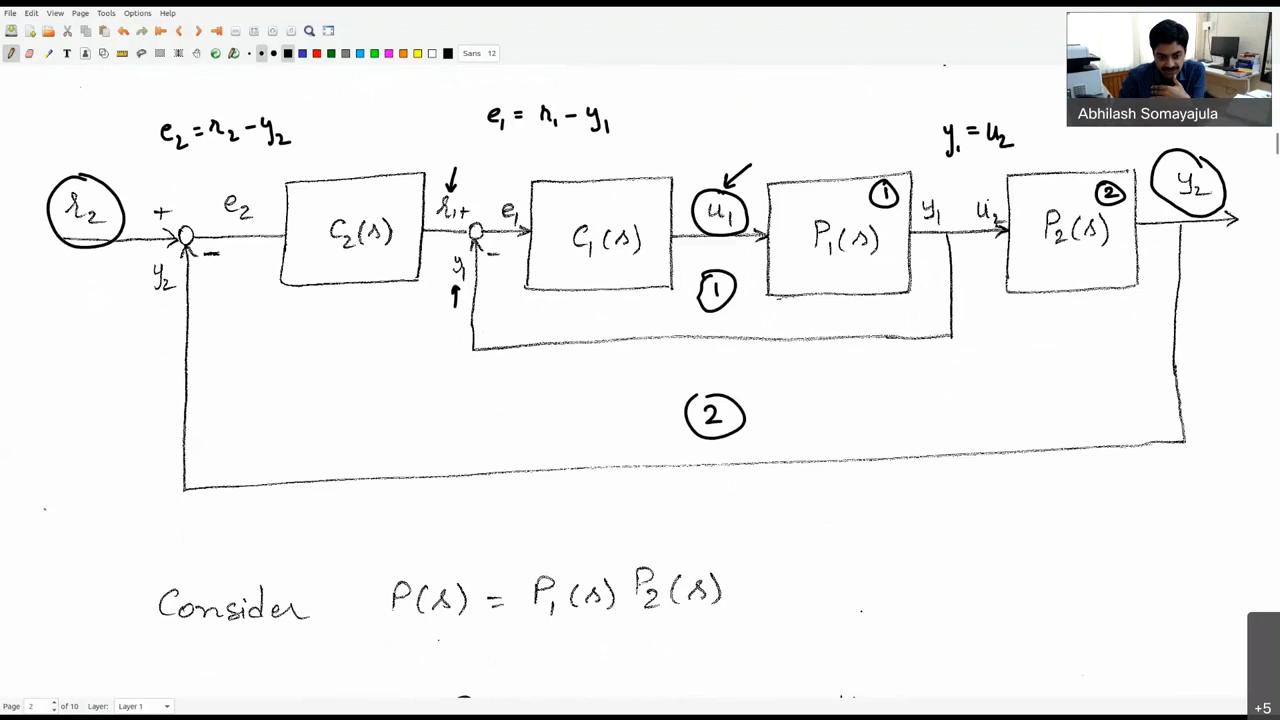 File Edit View Page Tools Options Help
Sans 12
Abhilash Somayajula
e₂ = r₂ - y₂
e₁ = r₁ - y₁
y₁ = u₂
r₂
+
e₂
C₂(s)
r₁ +
e₁
C₁(s)
u₁
P₁(s)
1
y₁
u₂
P₂(s)
2
y₂
y₂
−
y₁
−
1
2
Consider P(s) = P₁(s) P₂(s)
Page 2 of 10 Layer: Layer 1
+5